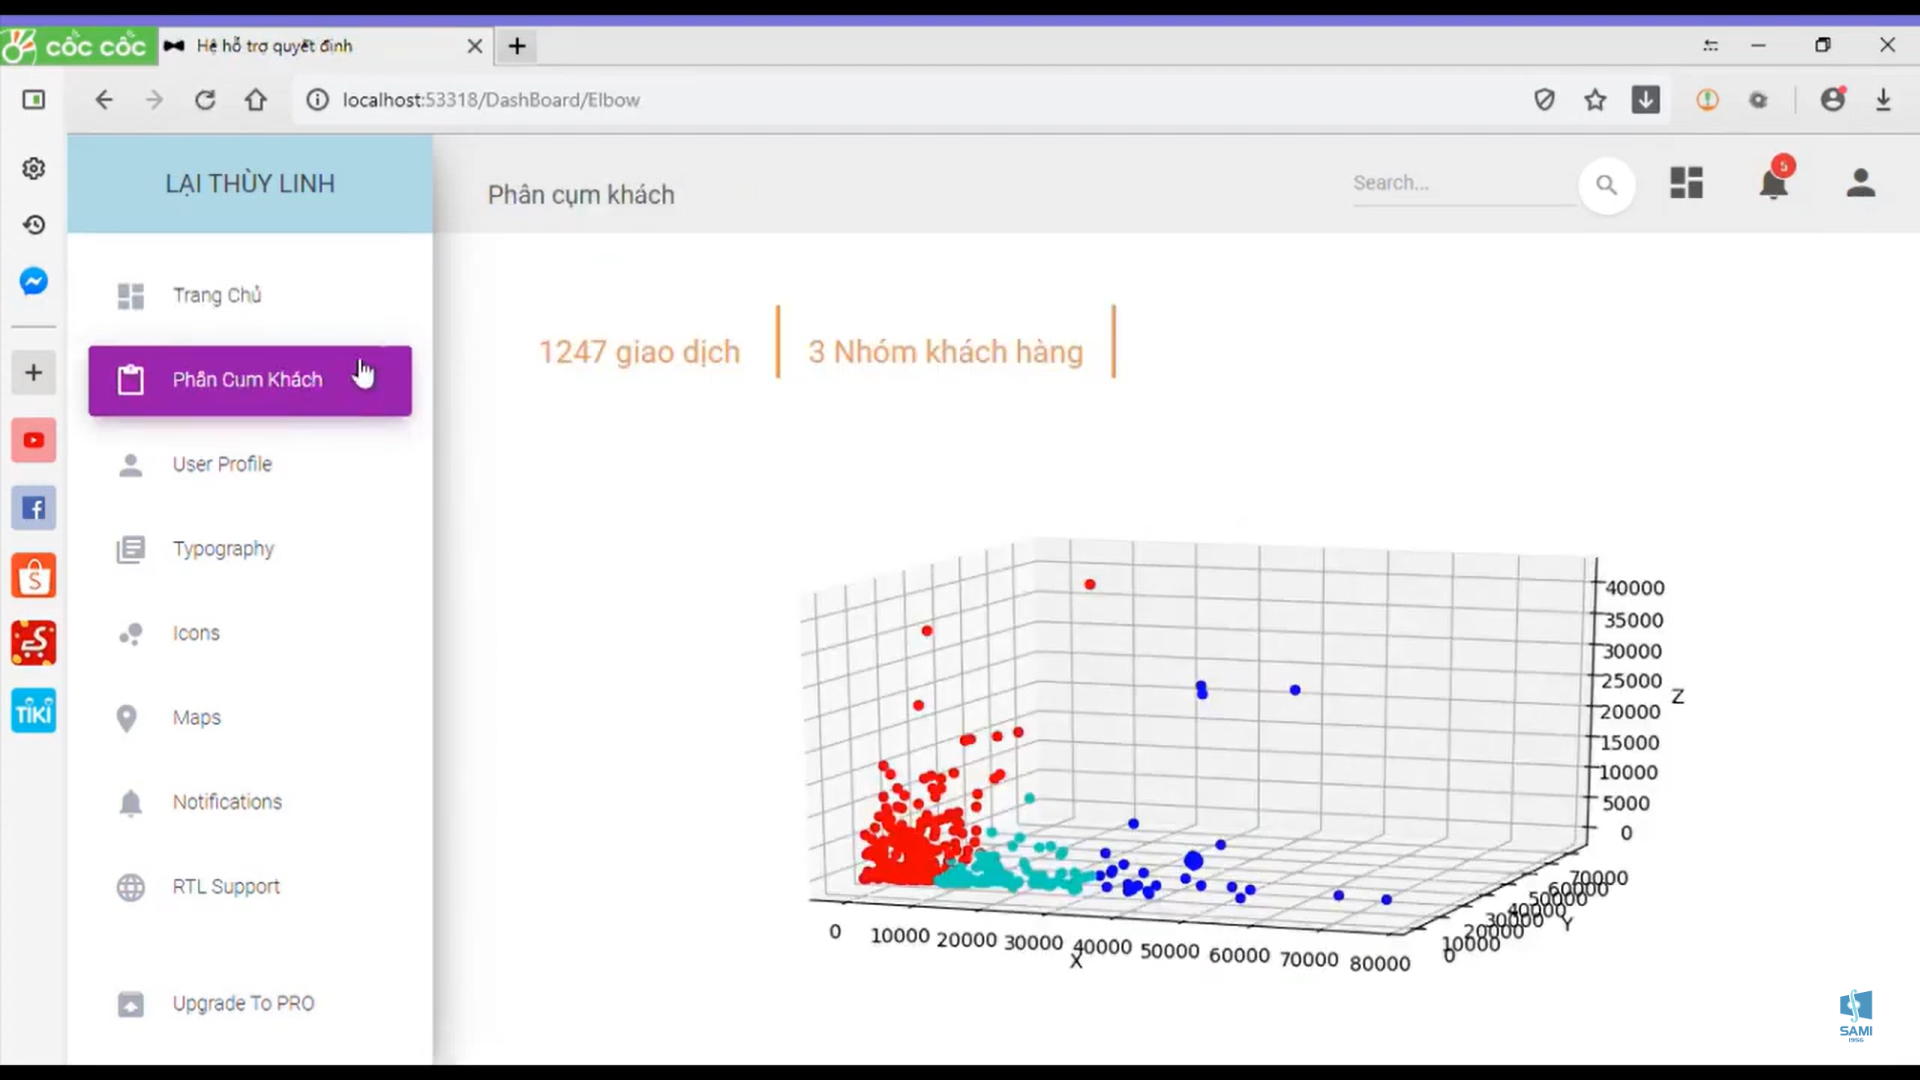 cốc cốc
Hệ hỗ trợ quyết định
localhost:53318/DashBoard/Elbow
LẠI THÙY LINH
Phân cụm khách
Search...
5
Trang Chủ
Phân Cum Khách
User Profile
Typography
Icons
Maps
Notifications
RTL Support
Upgrade To PRO
TIKI
1247 giao dịch
3 Nhóm khách hàng
40000
35000
30000
25000
Z
20000
15000
10000
5000
0
70000
60000
50000
40000
30000
Y
20000
10000
0
0 10000 20000 30000 40000 50000 60000 70000 80000
X
SAMI
1956